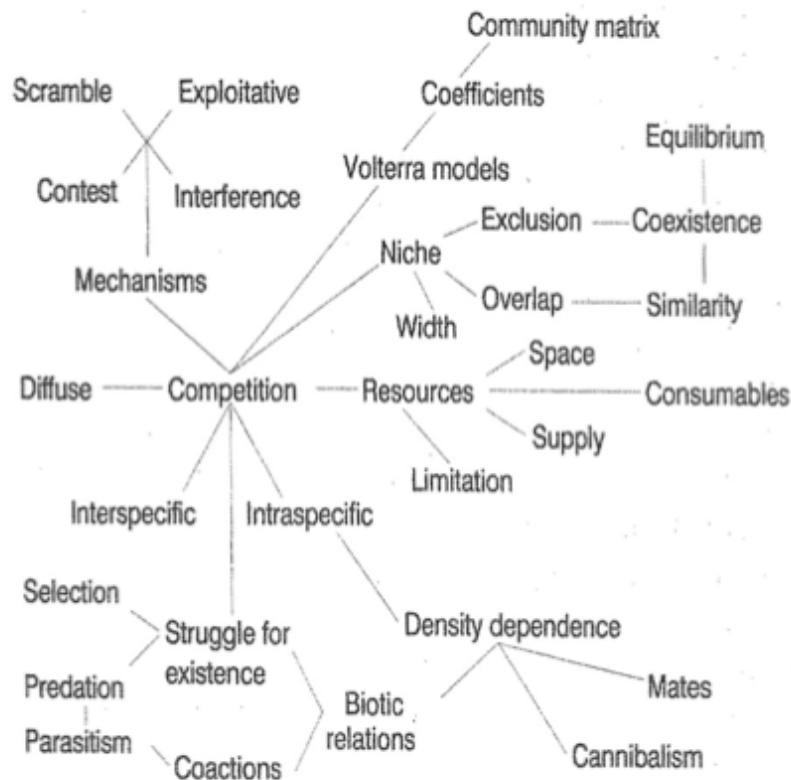 Community matrix
Scramble
Exploitative
Coefficients
Equilibrium
Volterra models
Contest
Interference
Exclusion
Coexistence
Niche
Mechanisms
Overlap
Similarity
Width
Space
Diffuse
Competition
Resources
Consumables
Supply
Limitation
Interspecific
Intraspecific
Selection
Struggle for
existence
Density dependence
Predation
Mates
Biotic
relations
Parasitism
Coactions
Cannibalism